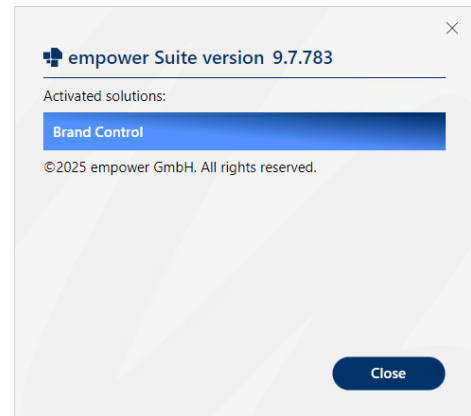 empower Suite version 9.7.783
Activated solutions:
Brand Control
©2025 empower GmbH. All rights reserved.
Close